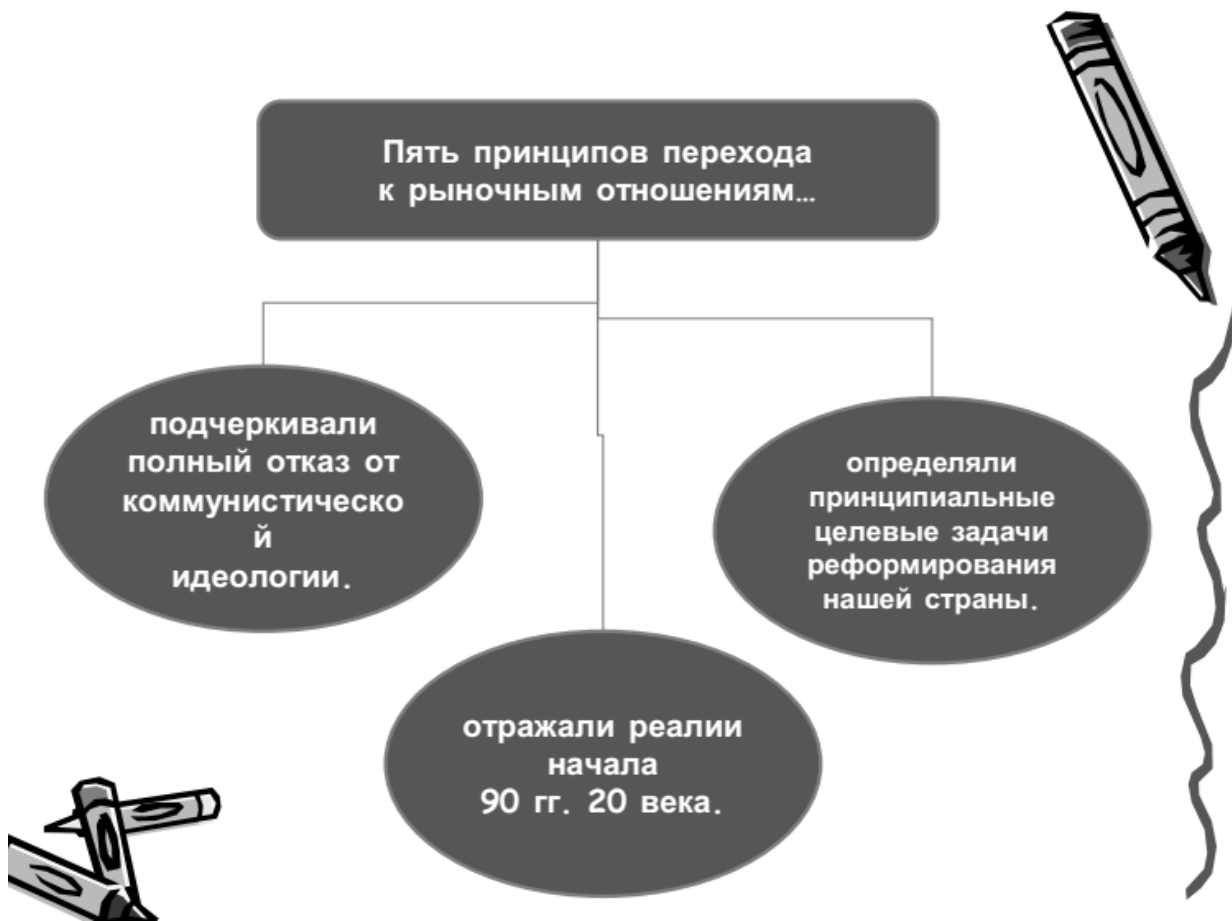 Пять принципов перехода
к рыночным отношениям…
подчеркивали
полный отказ от
коммунистическо
й
идеологии.
определяли
принципиальные
целевые задачи
реформирования
нашей страны.
отражали реалии
начала
90 гг. 20 века.